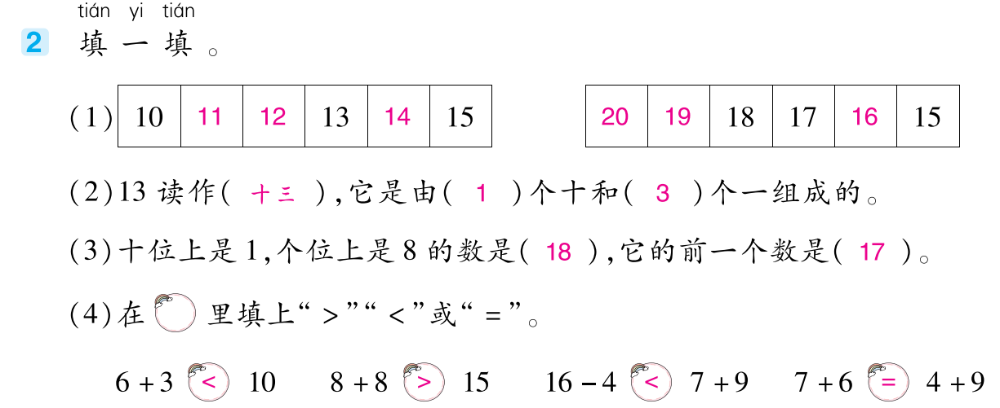 tián yi tián
2 填一填。
(1) 10 11 12 13 14 15 20 19 18 17 16 15
(2)13 读作( 十三 ),它是由( 1 )个十和( 3 )个一组成的。
(3)十位上是 1,个位上是 8 的数是( 18 ),它的前一个数是( 17 )。
(4)在 里填上“ > ”“ < ”或“ = ”。
6 + 3 < 10 8 + 8 > 15 16 - 4 < 7 + 9 7 + 6 = 4 + 9